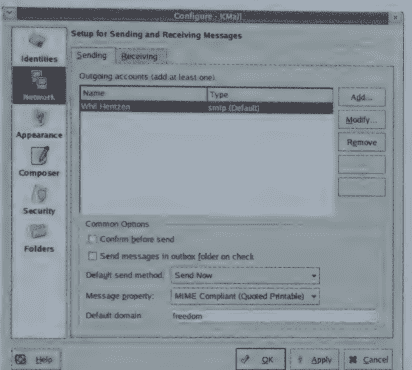 Configure - KMail
Setup for Sending and Receiving Messages
Identities
Network
Appearance
Composer
Security
Folders
Sending Receiving
Outgoing accounts (add at least one):
Name Type
Whil Hentzen smtp (Default)
Add...
Modify...
Remove
Common Options
Confirm before send
Send messages in outbox folder on check
Default send method: Send Now
Message property: MIME Compliant (Quoted Printable)
Default domain: freedom
Help OK Apply Cancel